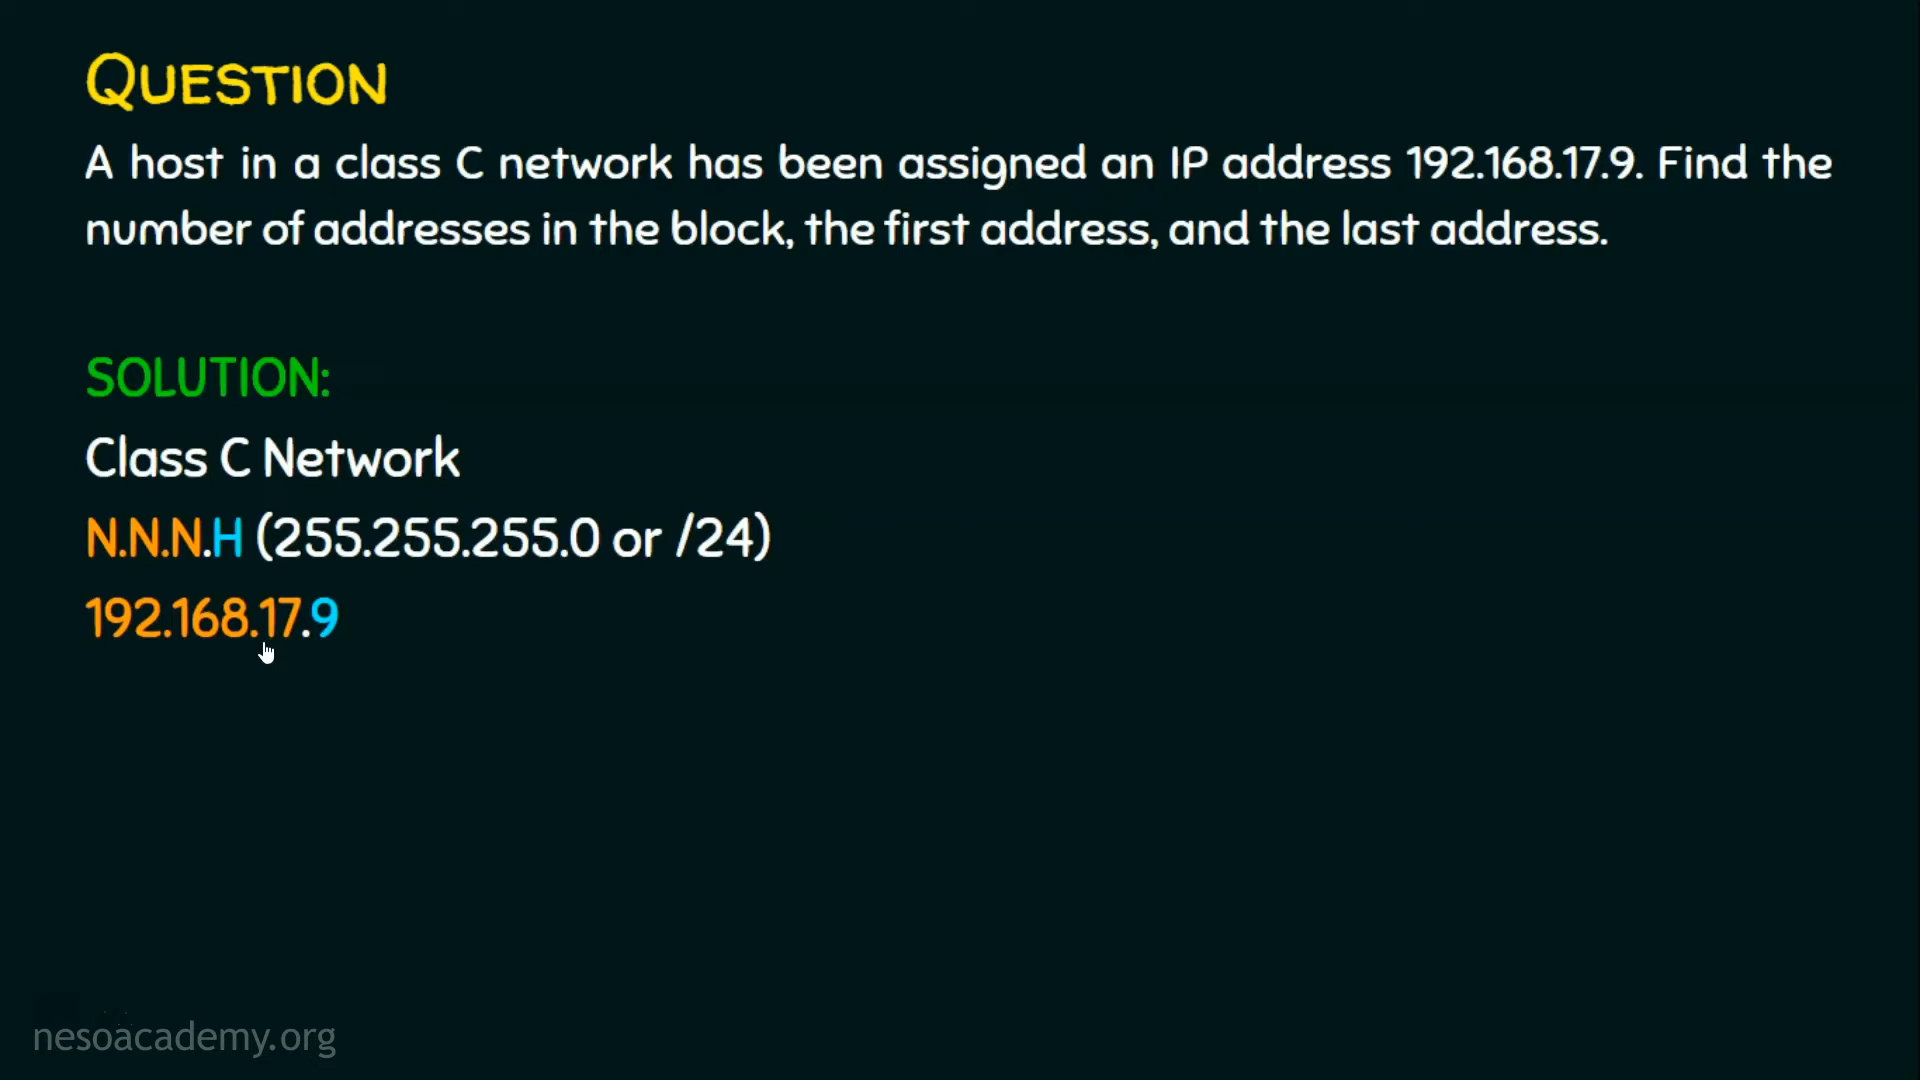 QUESTION
A host in a class C network has been assigned an IP address 192.168.17.9. Find the
number of addresses in the block, the first address, and the last address.
SOLUTION:
Class C Network
N.N.N.H (255.255.255.0 or /24)
192.168.17.9
nesoacademy.org